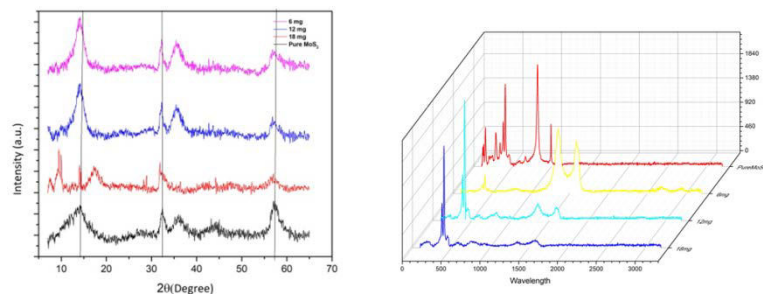 6 mg
12 mg
18 mg
Pure MoS2
Intensity (a.u.)
10 20 30 40 50 60 70
2θ(Degree)
1840
1380
920
460
0
PureMoS
6mg
12mg
18mg
0 500 1000 1500 2000 2500 3000
Wavelength